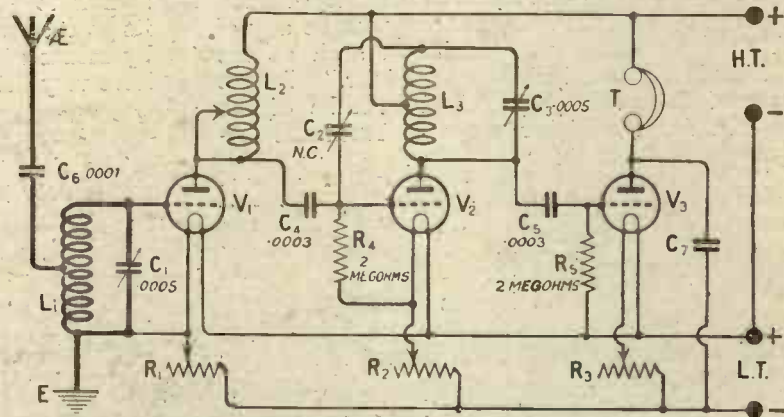 Æ
L₂
C₂
N.C.
L₃
C₃ .0005
T
+
H.T.
-
C₆ .0001
V₁
C₄
.0003
V₂
C₅
.0003
V₃
C₇
L₁
C₁
.0005
R₄
2
MEGOHMS
R₅
2 MEGOHMS
E
R₁
R₂
R₃
+
L.T.
-